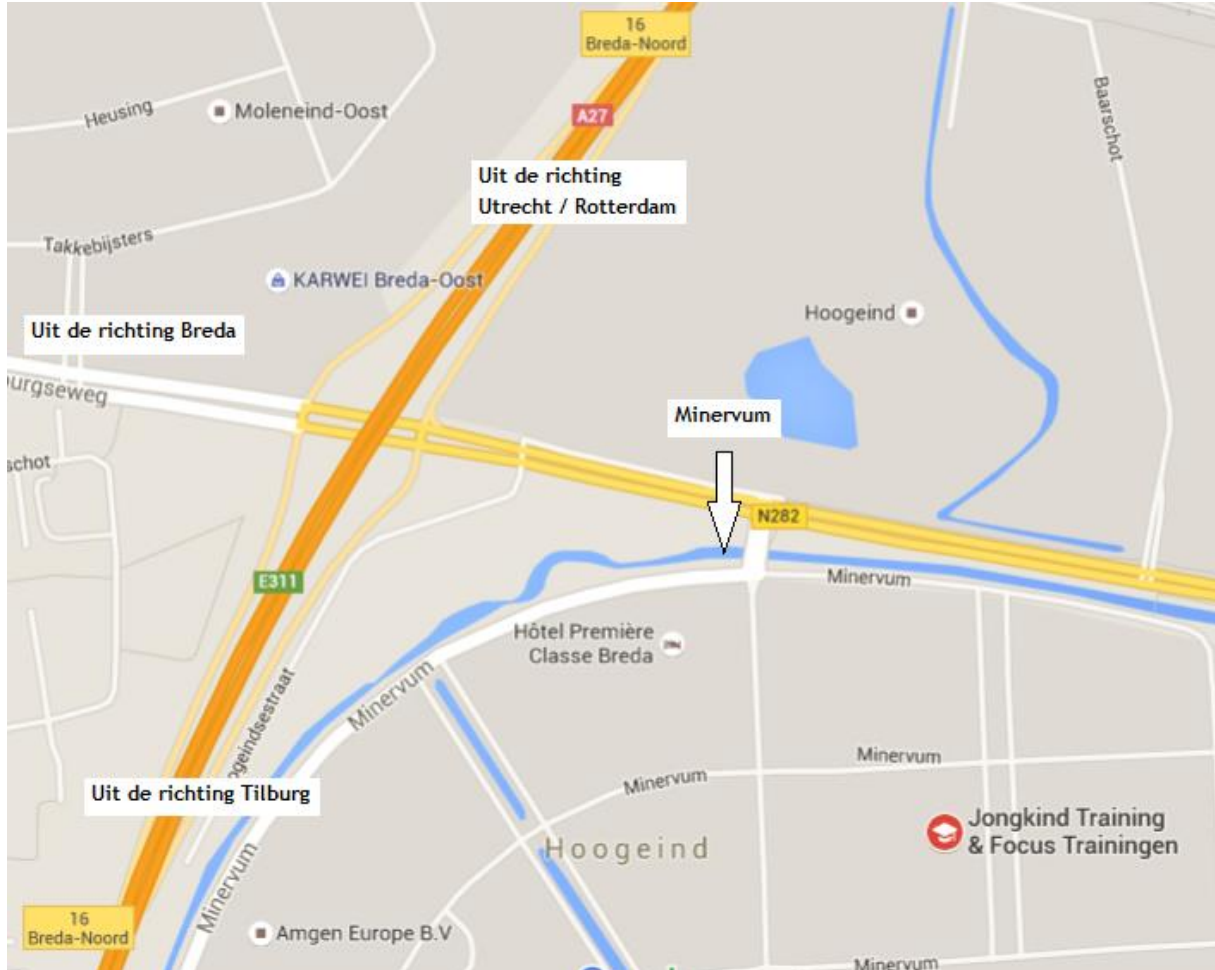 16
Breda-Noord
A27
Heusing
Moleneind-Oost
Baarschot
Uit de richting
Utrecht / Rotterdam
Takkebijsters
KARWEI Breda-Oost
Hoogeind
Uit de richting Breda
urgseweg
Minervum
schot
N282
E311
Minervum
Hôtel Première
Classe Breda
Minervum
ogeindsestraat
Minervum
Minervum
Uit de richting Tilburg
Jongkind Training
& Focus Trainingen
Hoogeind
Minervum
16
Breda-Noord
Amgen Europe B.V
Minervum